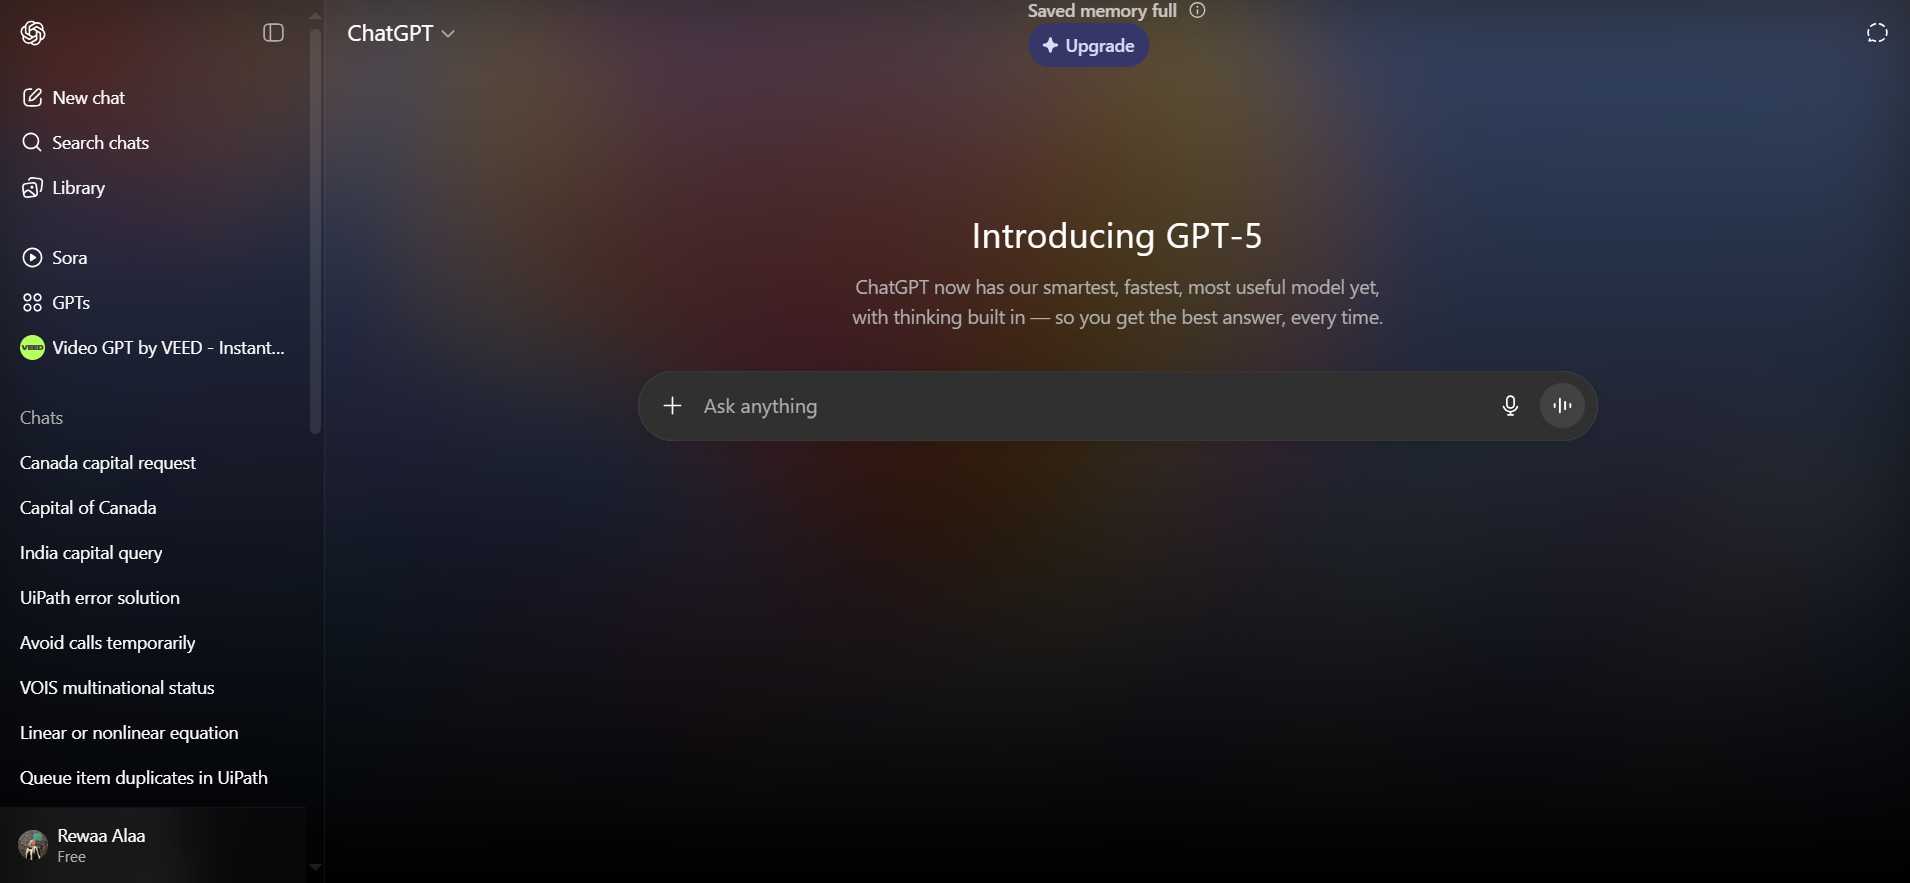 New chat
Search chats
Library
Sora
GPTs
VEED
Video GPT by VEED - Instant...
Chats
Canada capital request
Capital of Canada
India capital query
UiPath error solution
Avoid calls temporarily
VOIS multinational status
Linear or nonlinear equation
Queue item duplicates in UiPath
Rewaa Alaa
Free
ChatGPT
Saved memory full
Upgrade
Introducing GPT-5
ChatGPT now has our smartest, fastest, most useful model yet,
with thinking built in — so you get the best answer, every time.
Ask anything